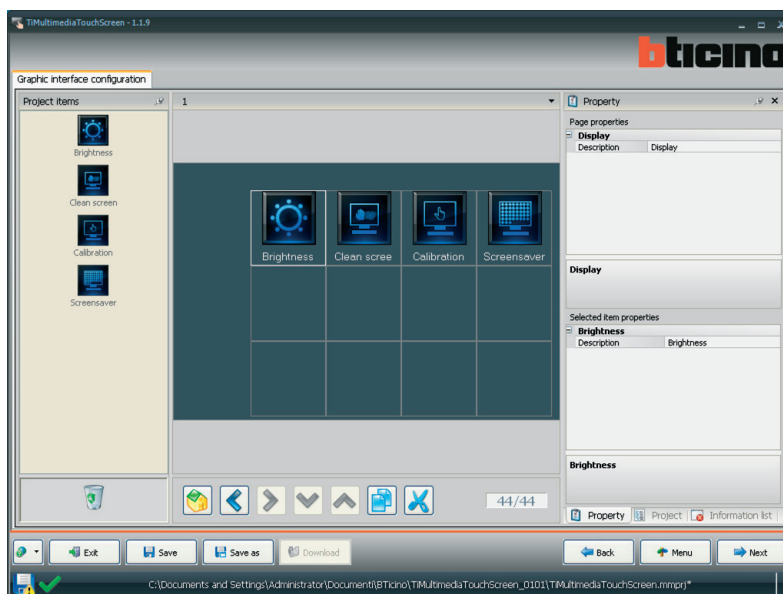 TiMultimediaTouchScreen - 1.1.9
bticino
Graphic interface configuration
Project items
1
Property
Brightness
Clean screen
Calibration
Screensaver
Brightness
Clean scree
Calibration
Screensaver
Page properties
Display
Description
Display
Display
Selected item properties
Brightness
Description
Brightness
Brightness
44/44
Property
Project
Information list
Exit
Save
Save as
Download
Back
Menu
Next
C:\Documents and Settings\Administrator\Documenti\BTicino\TiMultimediaTouchScreen_0101\TiMultimediaTouchScreen.mmprj*